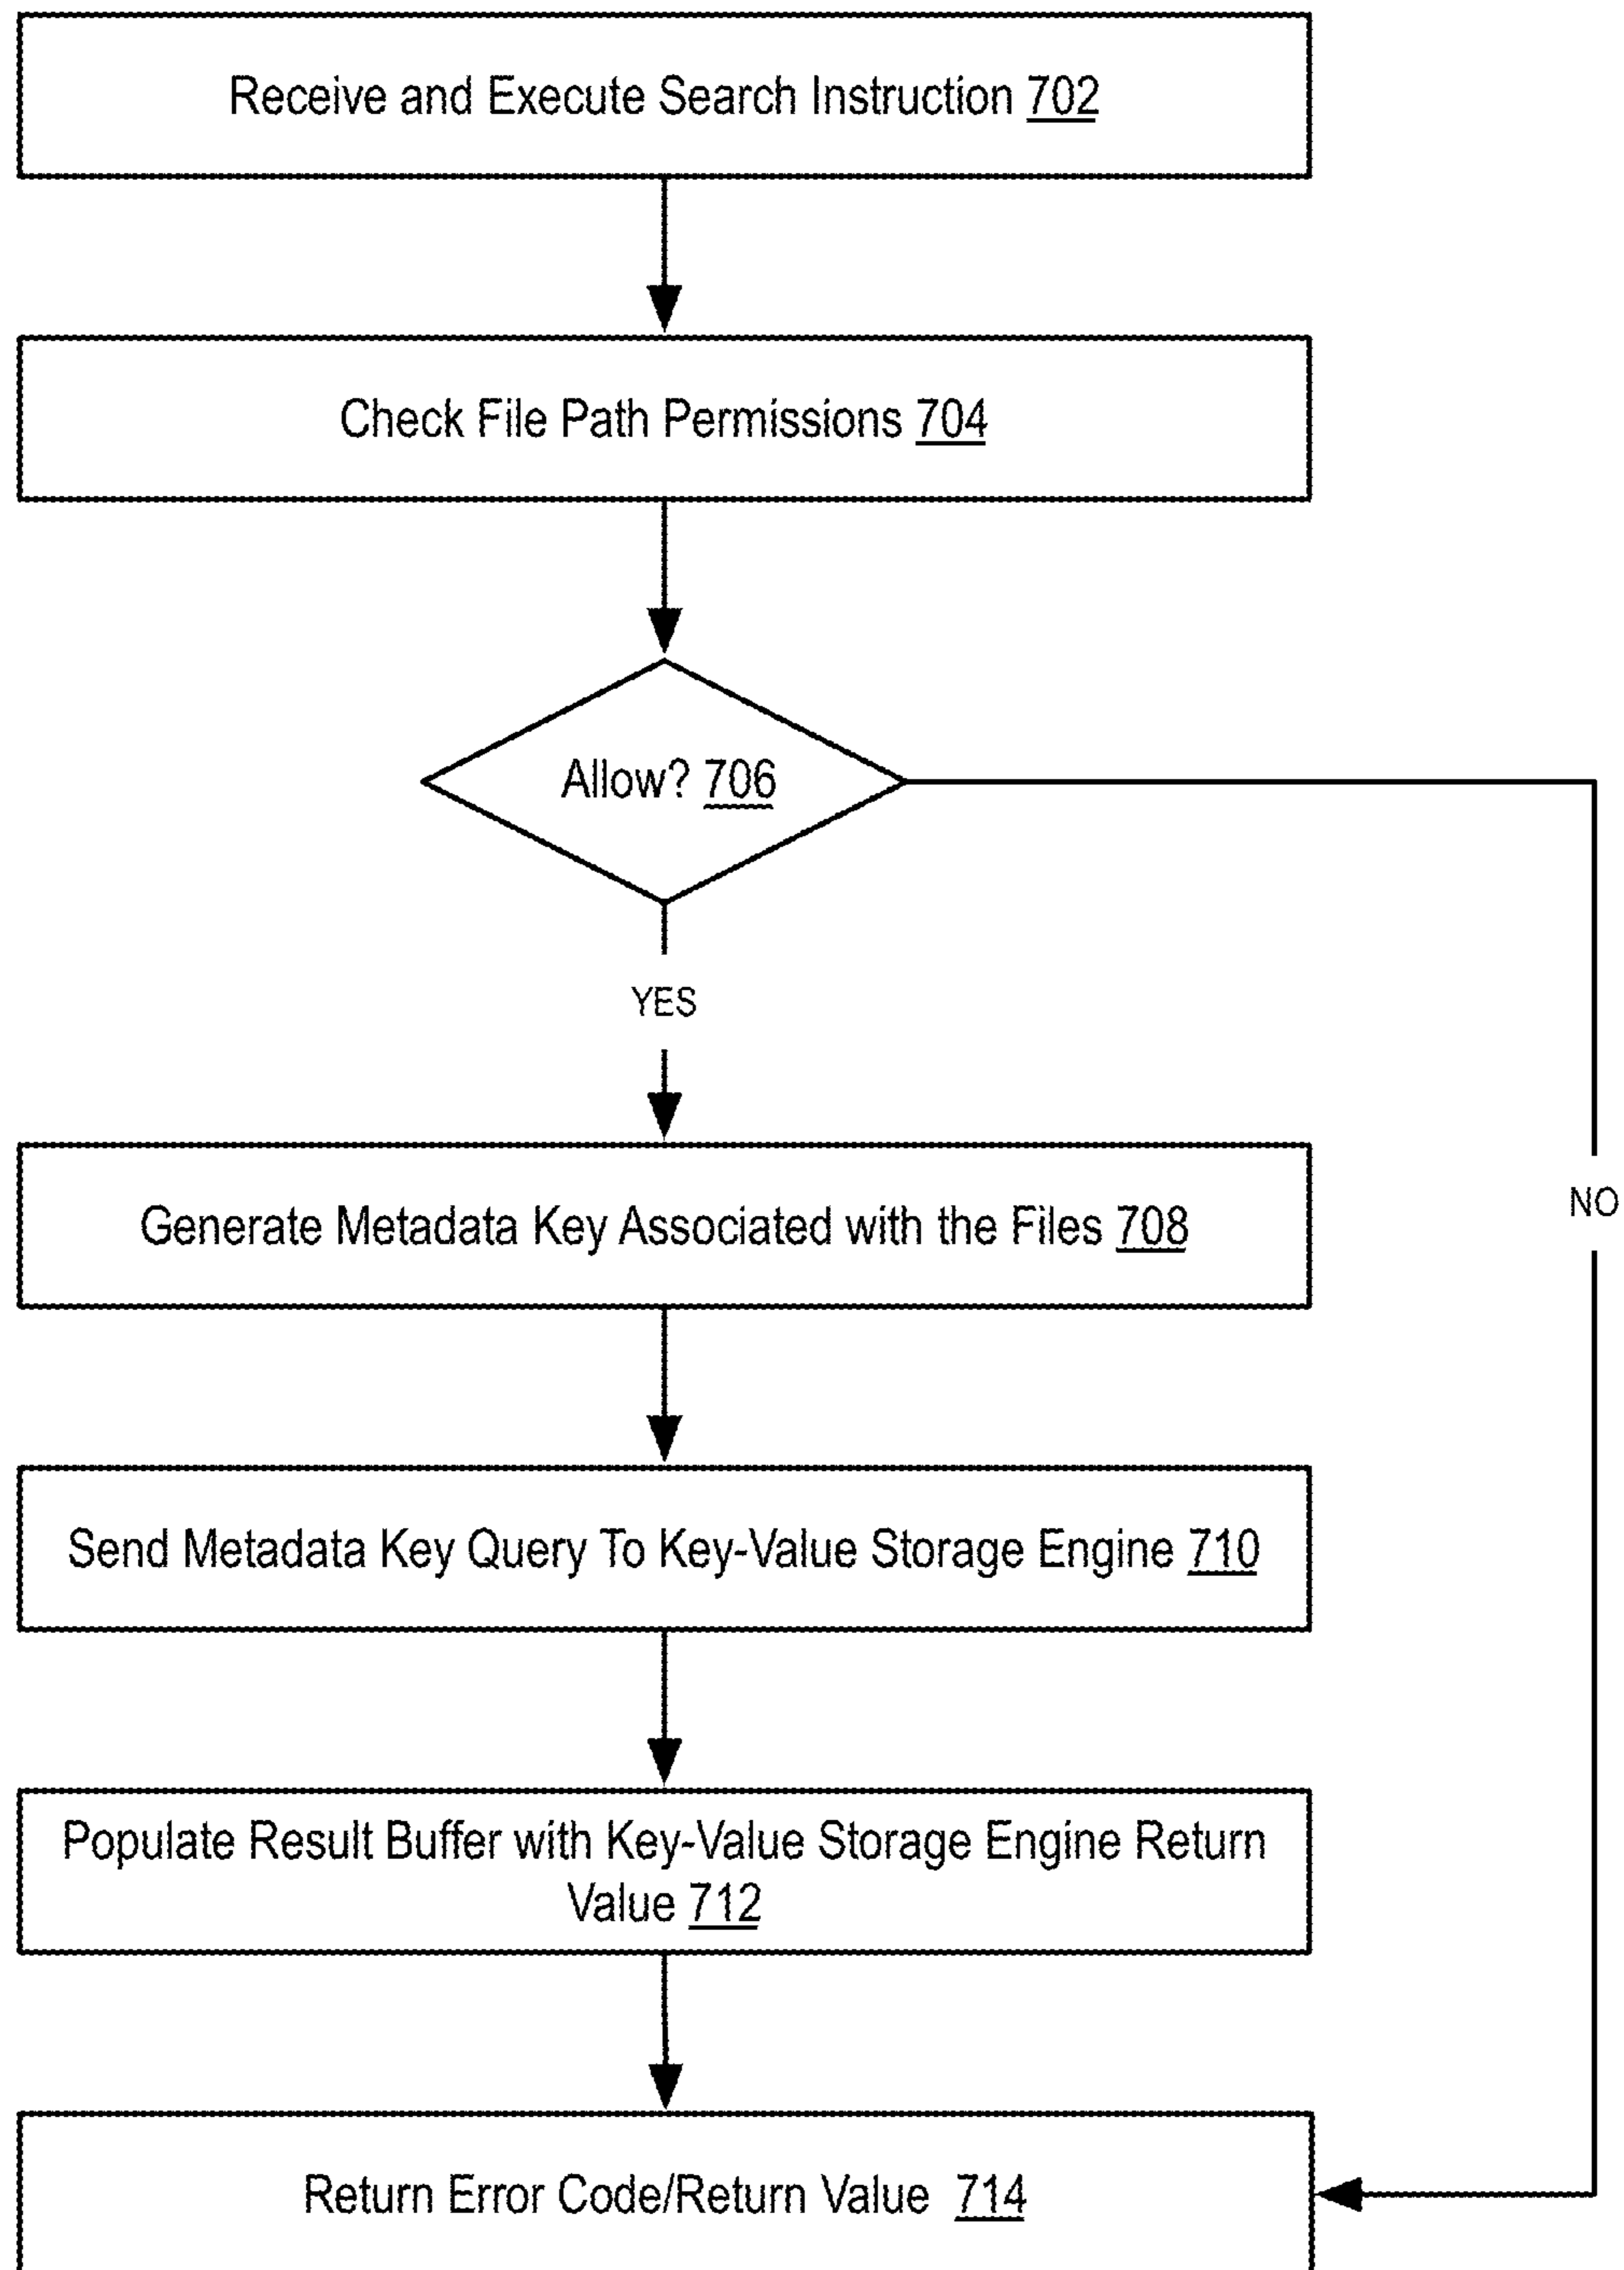 Receive and Execute Search Instruction 702
Check File Path Permissions 704
Allow? 706
YES
NO
Generate Metadata Key Associated with the Files 708
Send Metadata Key Query To Key-Value Storage Engine 710
Populate Result Buffer with Key-Value Storage Engine Return
Value 712
Return Error Code/Return Value 714